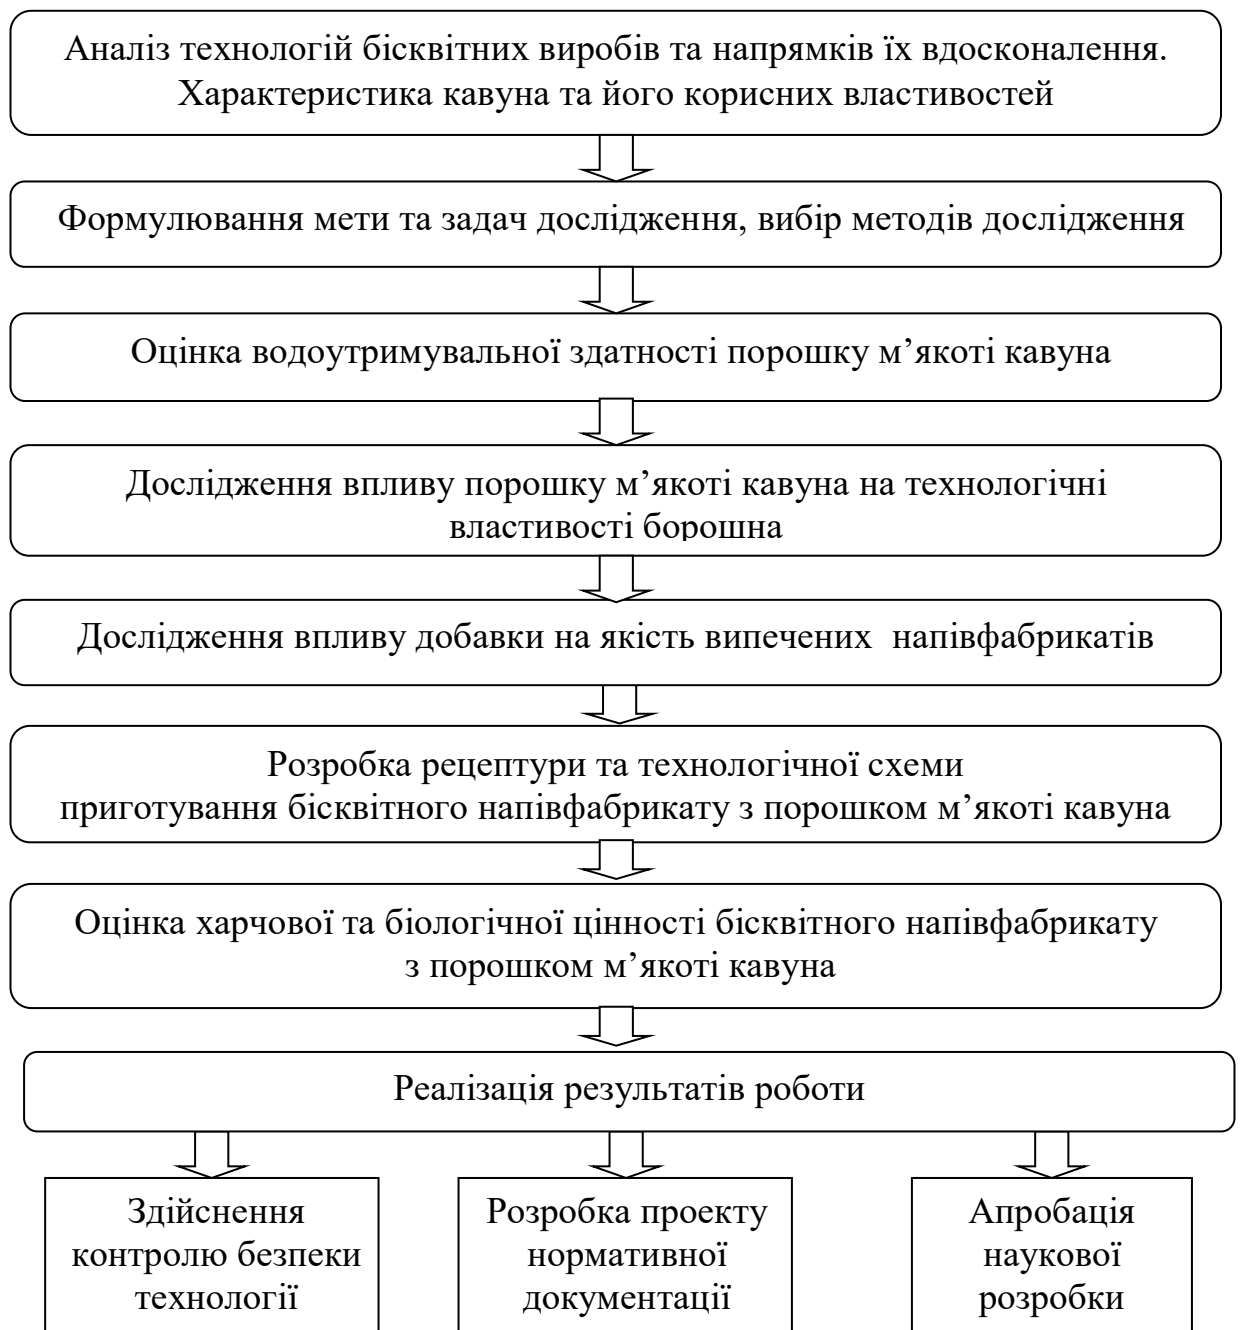 Аналіз технологій бісквітних виробів та напрямків їх вдосконалення.
Характеристика кавуна та його корисних властивостей
Формулювання мети та задач дослідження, вибір методів дослідження
Оцінка водоутримувальної здатності порошку м’якоті кавуна
Дослідження впливу порошку м’якоті кавуна на технологічні
властивості борошна
Дослідження впливу добавки на якість випечених  напівфабрикатів
Розробка рецептури та технологічної схеми
приготування бісквітного напівфабрикату з порошком м’якоті кавуна
Оцінка харчової та біологічної цінності бісквітного напівфабрикату
з порошком м’якоті кавуна
Реалізація результатів роботи
Здійснення
контролю безпеки
технології
Розробка проекту
нормативної
документації
Апробація
наукової
розробки